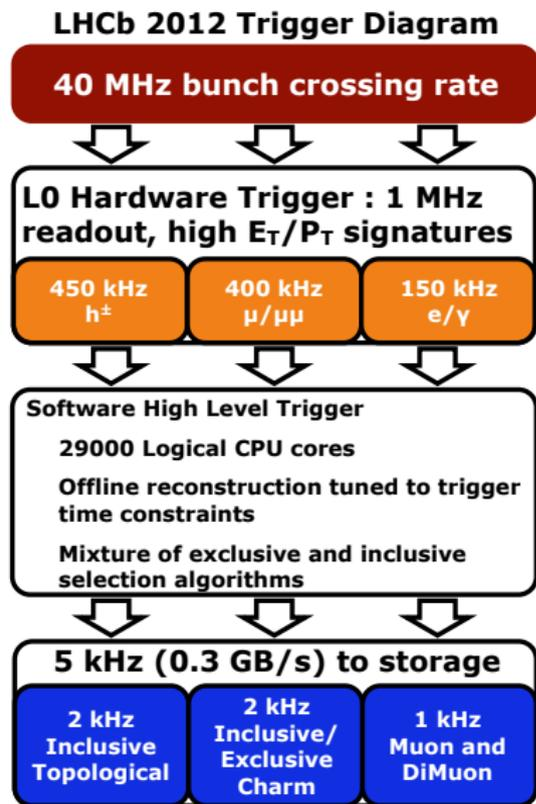 LHCb 2012 Trigger Diagram
40 MHz bunch crossing rate
L0 Hardware Trigger : 1 MHz
readout, high E_T/P_T signatures
450 kHz
h±
400 kHz
µ/µµ
150 kHz
e/γ
Software High Level Trigger
29000 Logical CPU cores
Offline reconstruction tuned to trigger
time constraints
Mixture of exclusive and inclusive
selection algorithms
5 kHz (0.3 GB/s) to storage
2 kHz
Inclusive
Topological
2 kHz
Inclusive/
Exclusive
Charm
1 kHz
Muon and
DiMuon